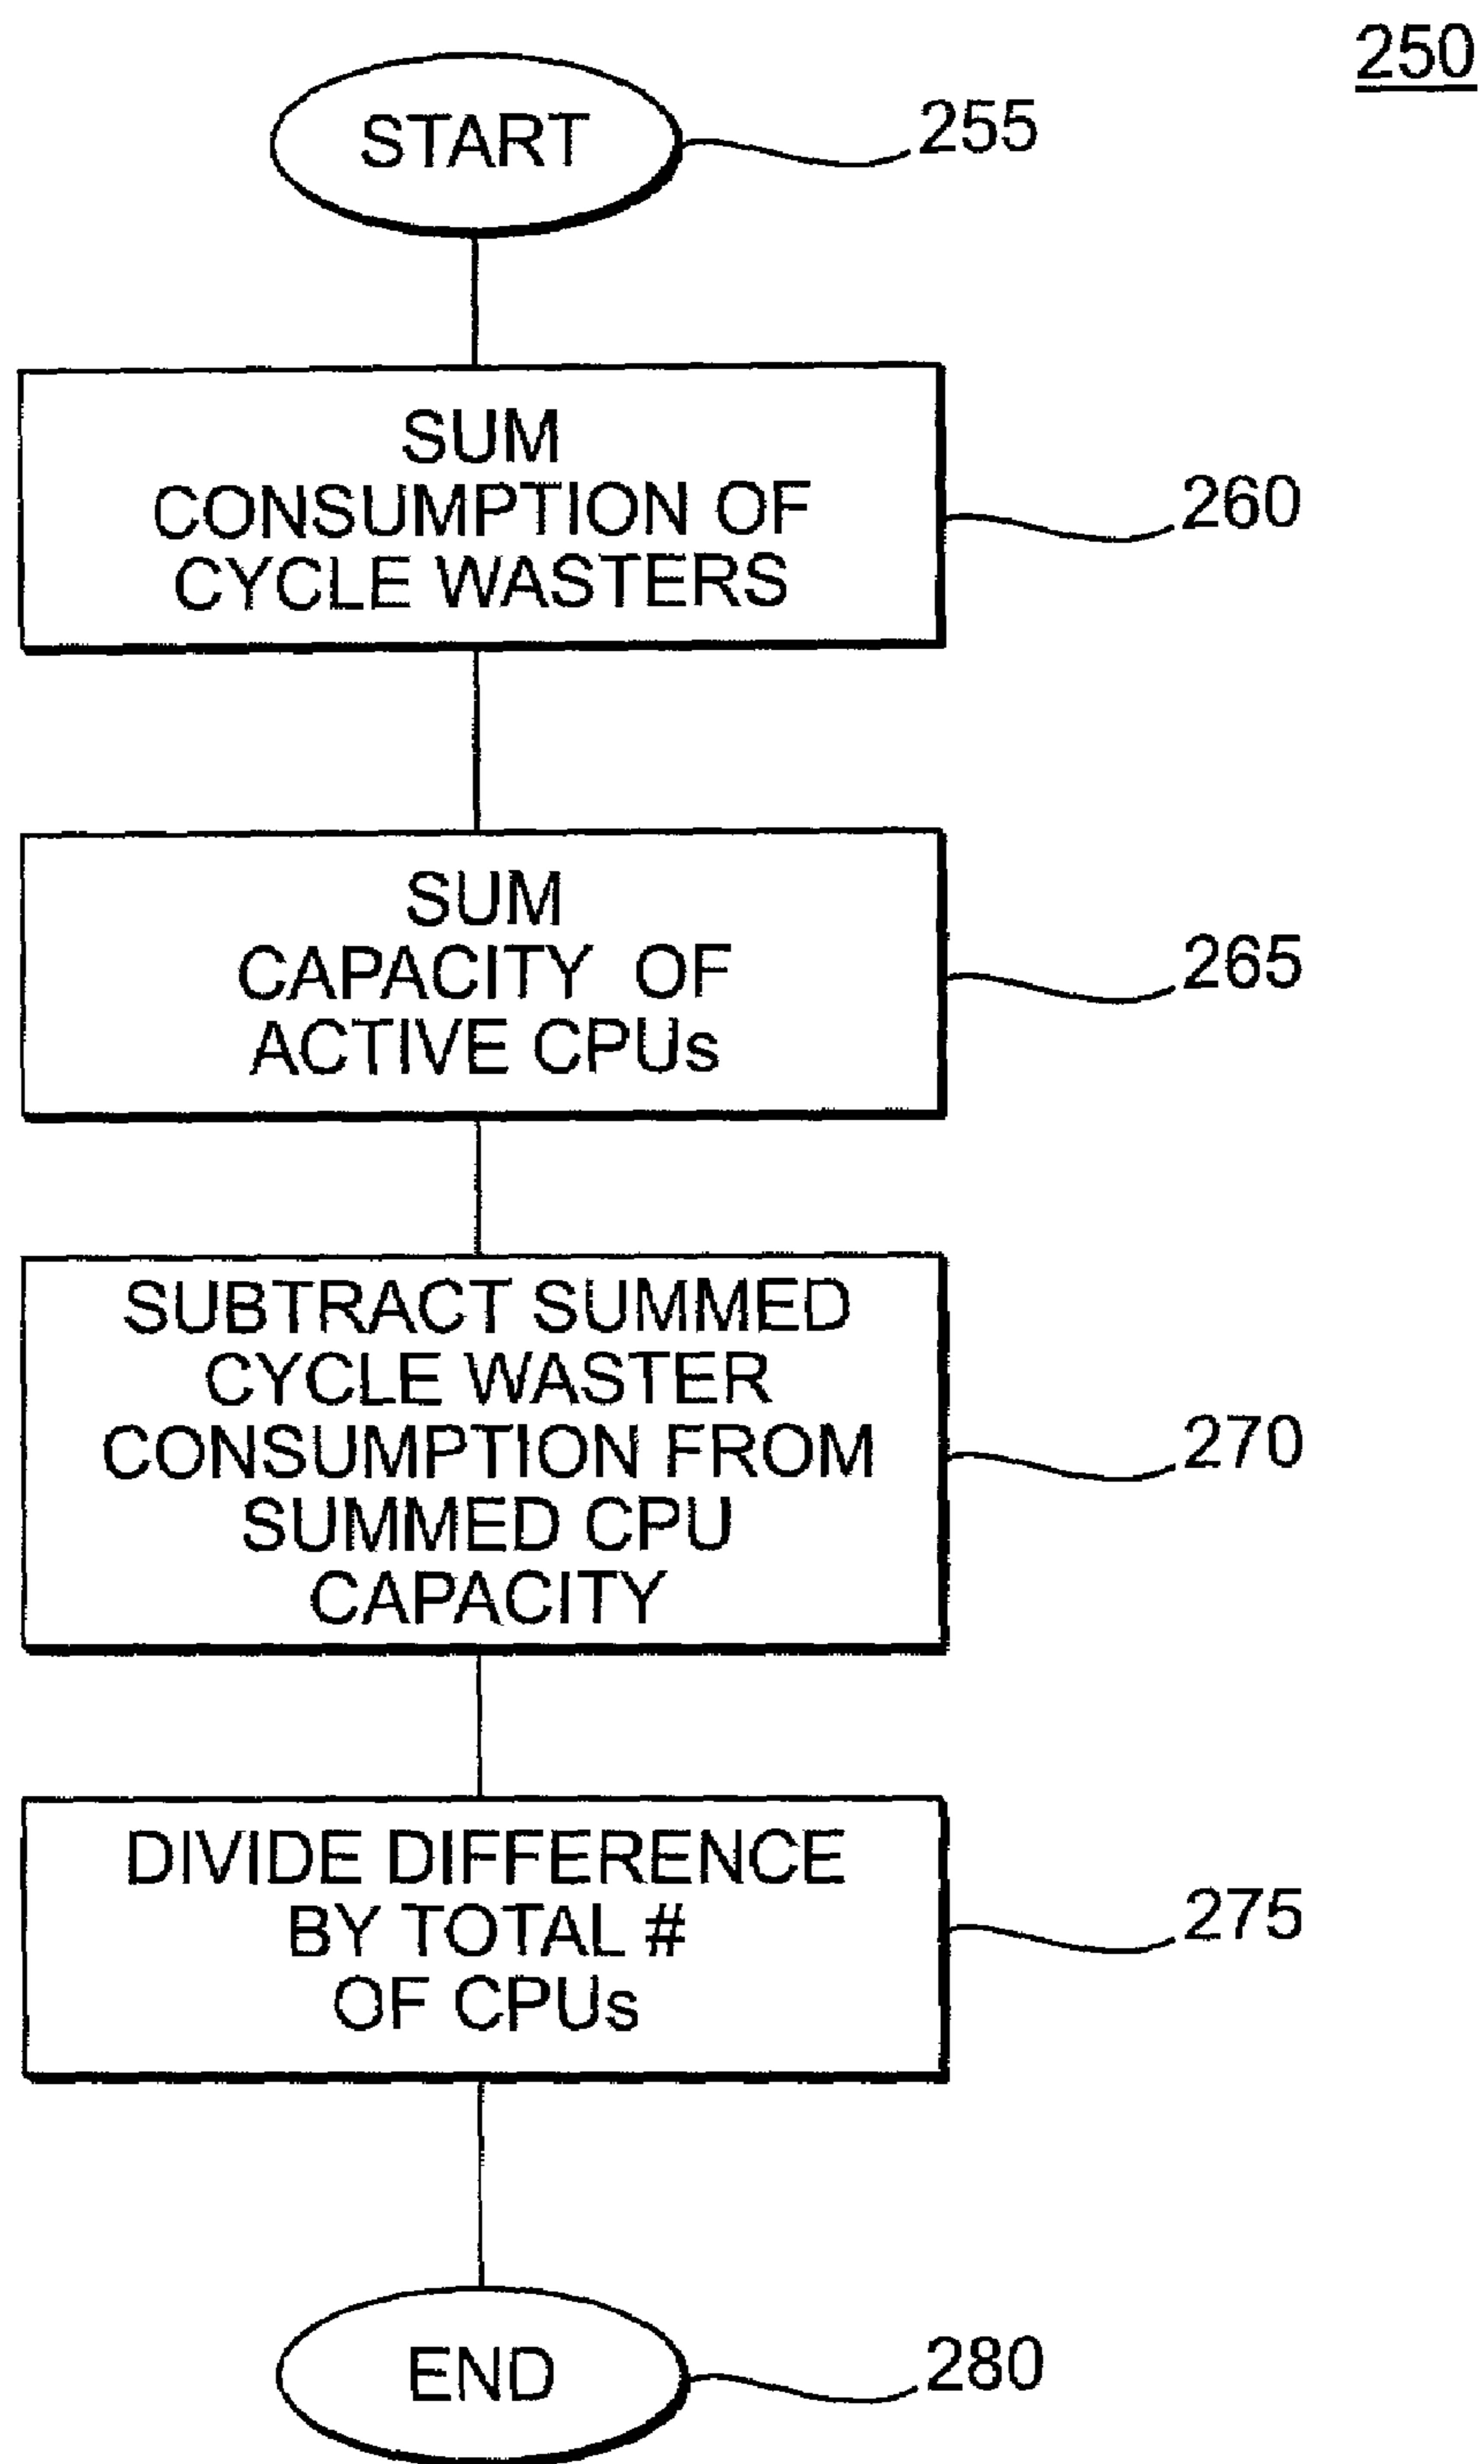 250
START
255
SUM
CONSUMPTION OF
CYCLE WASTERS
260
SUM
CAPACITY OF
ACTIVE CPUs
265
SUBTRACT SUMMED
CYCLE WASTER
CONSUMPTION FROM
SUMMED CPU
CAPACITY
270
DIVIDE DIFFERENCE
BY TOTAL #
OF CPUs
275
END
280